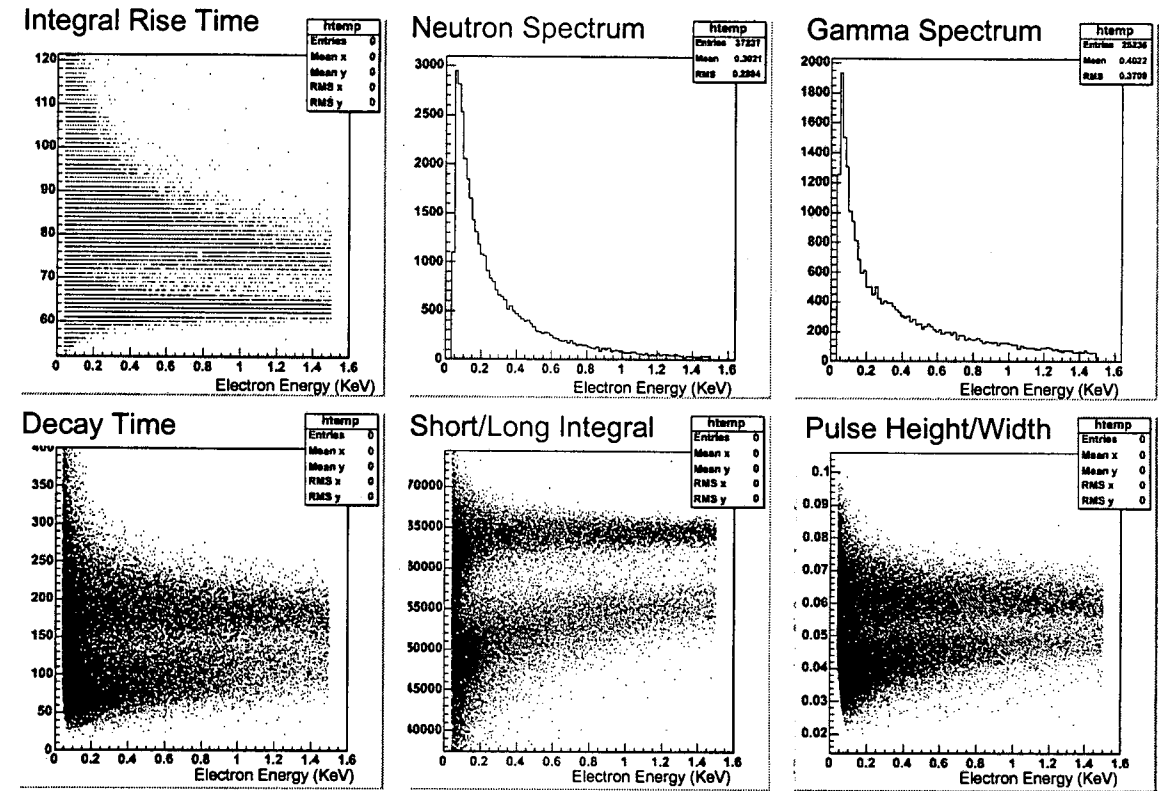 Integral Rise Time
htemp
Entries 0
Mean x 0
Mean y 0
RMS x 0
RMS y 0
120
110
100
90
80
70
60
0 0.2 0.4 0.6 0.8 1 1.2 1.4 1.6
Electron Energy (KeV)
Neutron Spectrum
htemp
Entries 37237
Mean 0.3021
RMS
3000
2500
2000
1500
1000
500
0
0 0.2 0.4 0.6 0.8 1 1.2 1.4 1.6
Electron Energy (KeV)
Gamma Spectrum
htemp
Entries 25236
Mean 0.4022
RMS 0.3709
2000
1800
1600
1400
1200
1000
800
600
400
200
0
0 0.2 0.4 0.6 0.8 1 1.2 1.4 1.6
Electron Energy (KeV)
Decay Time
htemp
Entries 0
Mean x 0
Mean y 0
RMS x 0
RMS y 0
400
350
300
250
200
150
100
50
0
0 0.2 0.4 0.6 0.8 1 1.2 1.4 1.6
Electron Energy (KeV)
Short/Long Integral
htemp
Entries 0
Mean x 0
Mean y 0
RMS x 0
RMS y 0
70000
60000
55000
50000
45000
40000
0 0.2 0.4 0.6 0.8 1 1.2 1.4 1.6
Electron Energy (KeV)
Pulse Height/Width
htemp
Entries 0
Mean x 0
Mean y 0
RMS x 0
RMS y 0
0.1
0.09
0.08
0.07
0.06
0.05
0.04
0.03
0.02
0 0.2 0.4 0.6 0.8 1 1.2 1.4 1.6
Electron Energy (KeV)